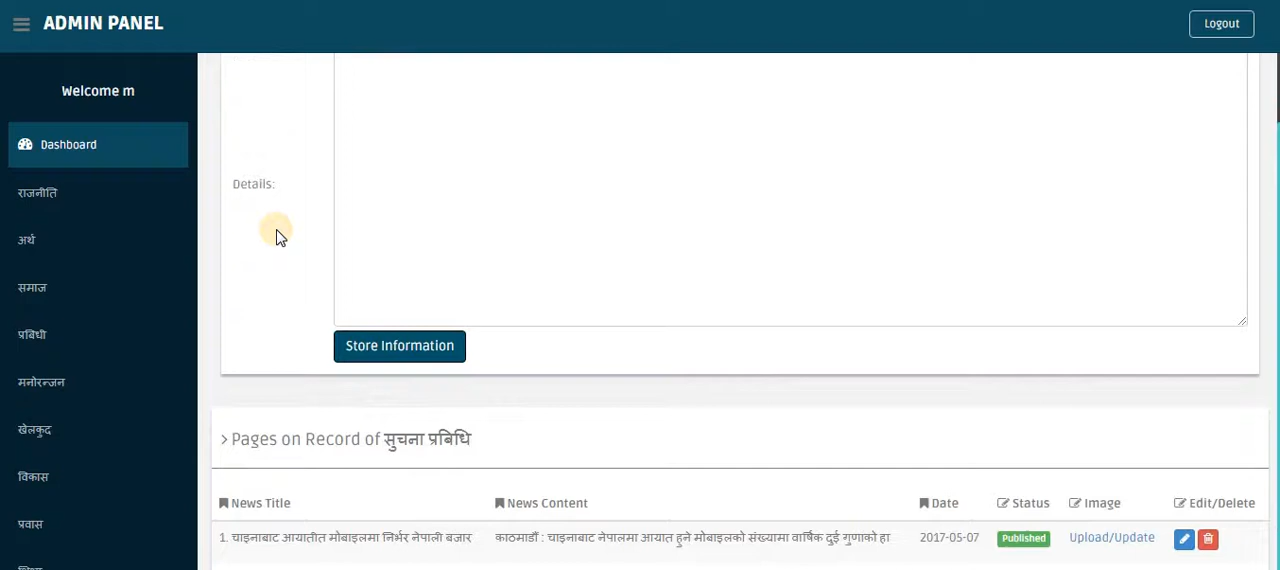 ADMIN PANEL
Logout
Welcome m
Dashboard
राजनीति
अर्थ
समाज
प्रबिधी
मनोरन्जन
खेलकुद
विकास
प्रवास
Details:
Store Information
Pages on Record of सुचना प्रबिधि
News Title News Content Date Status Image Edit/Delete
1. चाइनाबाट आयातीत मोबाइलमा निर्भर नेपाली बजार काठमाडौँ : चाइनाबाट नेपालमा आयात हुने मोबाइलको संख्यामा वार्षिक दुई गुणाको हा 2017-05-07 Published Upload/Update